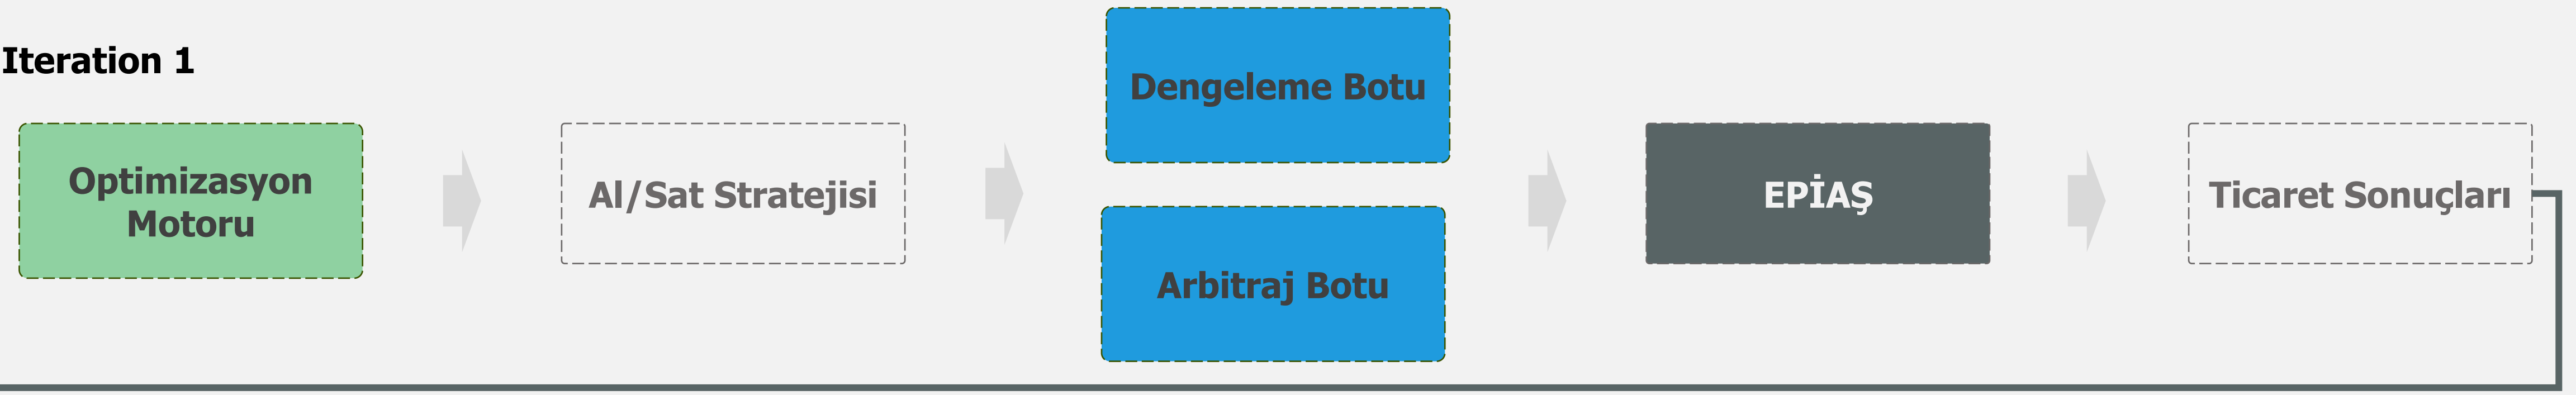 Iteration 1
Optimizasyon
Motoru
Al/Sat Stratejisi
Dengeleme Botu
Arbitraj Botu
EPİAŞ
Ticaret Sonuçları